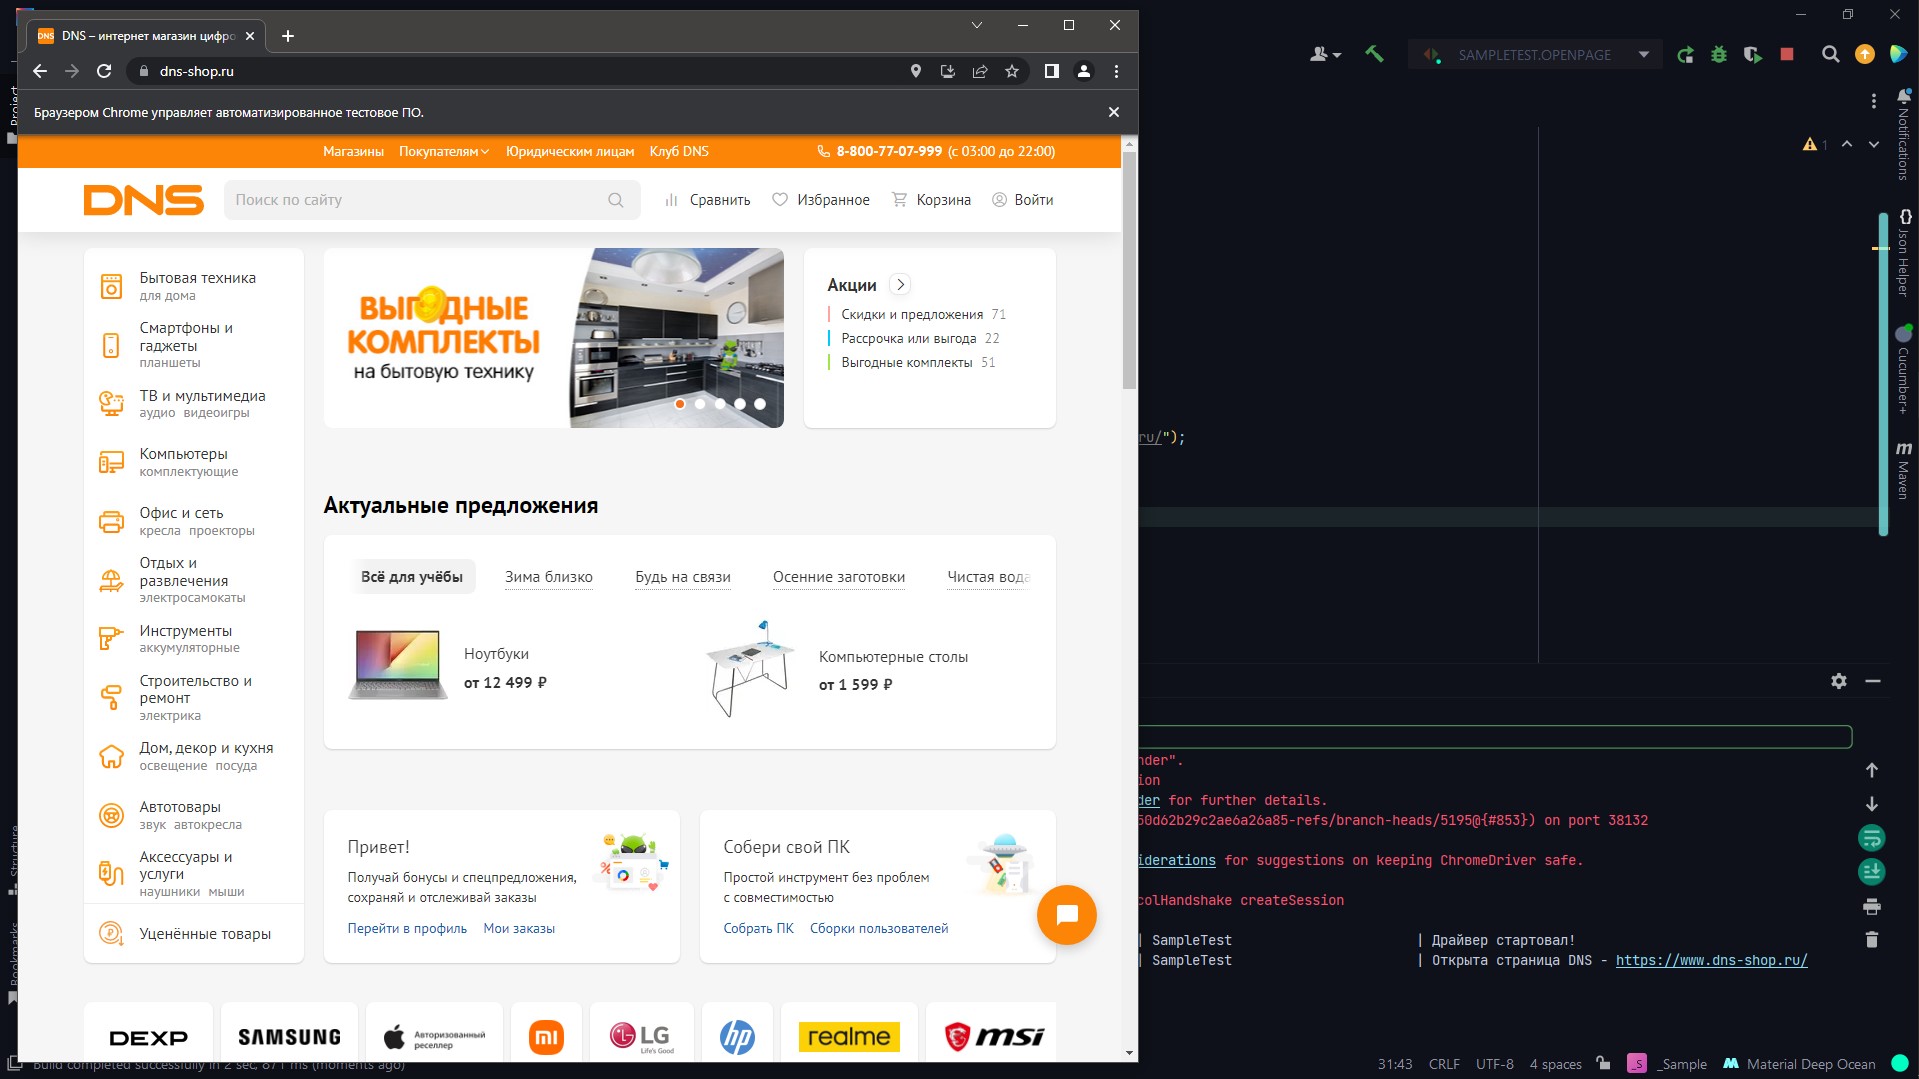 DNS – интернет магазин цифро
dns-shop.ru
Браузером Chrome управляет автоматизированное тестовое ПО.
Магазины Покупателям Юридическим лицам Клуб DNS 8-800-77-07-999 (с 03:00 до 22:00)
DNS Поиск по сайту Сравнить Избранное Корзина Войти
Бытовая техника
для дома
Смартфоны и
гаджеты
планшеты
ТВ и мультимедиа
аудио видеоигры
Компьютеры
комплектующие
Офис и сеть
кресла проекторы
Отдых и
развлечения
электросамокаты
Инструменты
аккумуляторные
Строительство и
ремонт
электрика
Дом, декор и кухня
освещение посуда
Автотовары
звук автокресла
Аксессуары и
услуги
наушники мыши
Уценённые товары
ВЫГОДНЫЕ
КОМПЛЕКТЫ
на бытовую технику
Акции
Скидки и предложения 71
Рассрочка или выгода 22
Выгодные комплекты 51
Актуальные предложения
Всё для учёбы Зима близко Будь на связи Осенние заготовки Чистая вода
Ноутбуки
от 12 499 ₽
Компьютерные столы
от 1 599 ₽
Привет!
Получай бонусы и спецпредложения,
сохраняй и отслеживай заказы
Перейти в профиль Мои заказы
Собери свой ПК
Простой инструмент без проблем
с совместимостью
Собрать ПК Сборки пользователей
DEXP SAMSUNG Авторизованный
реселлер mi LG Life's Good hp realme msi
SAMPLETEST.OPENPAGE
1
Project
Structure
Bookmarks
Notifications
Json Helper
Cucumber+
Maven
ru/");
nder".
ion
der for further details.
50d62b29c2ae6a26a85-refs/branch-heads/5195@{#853}) on port 38132
iderations for suggestions on keeping ChromeDriver safe.
colHandshake createSession
| SampleTest | Драйвер стартовал!
| SampleTest | Открыта страница DNS - https://www.dns-shop.ru/
Build completed successfully in 2 sec, 871 ms (moments ago)
31:43 CRLF UTF-8 4 spaces _S _Sample Material Deep Ocean